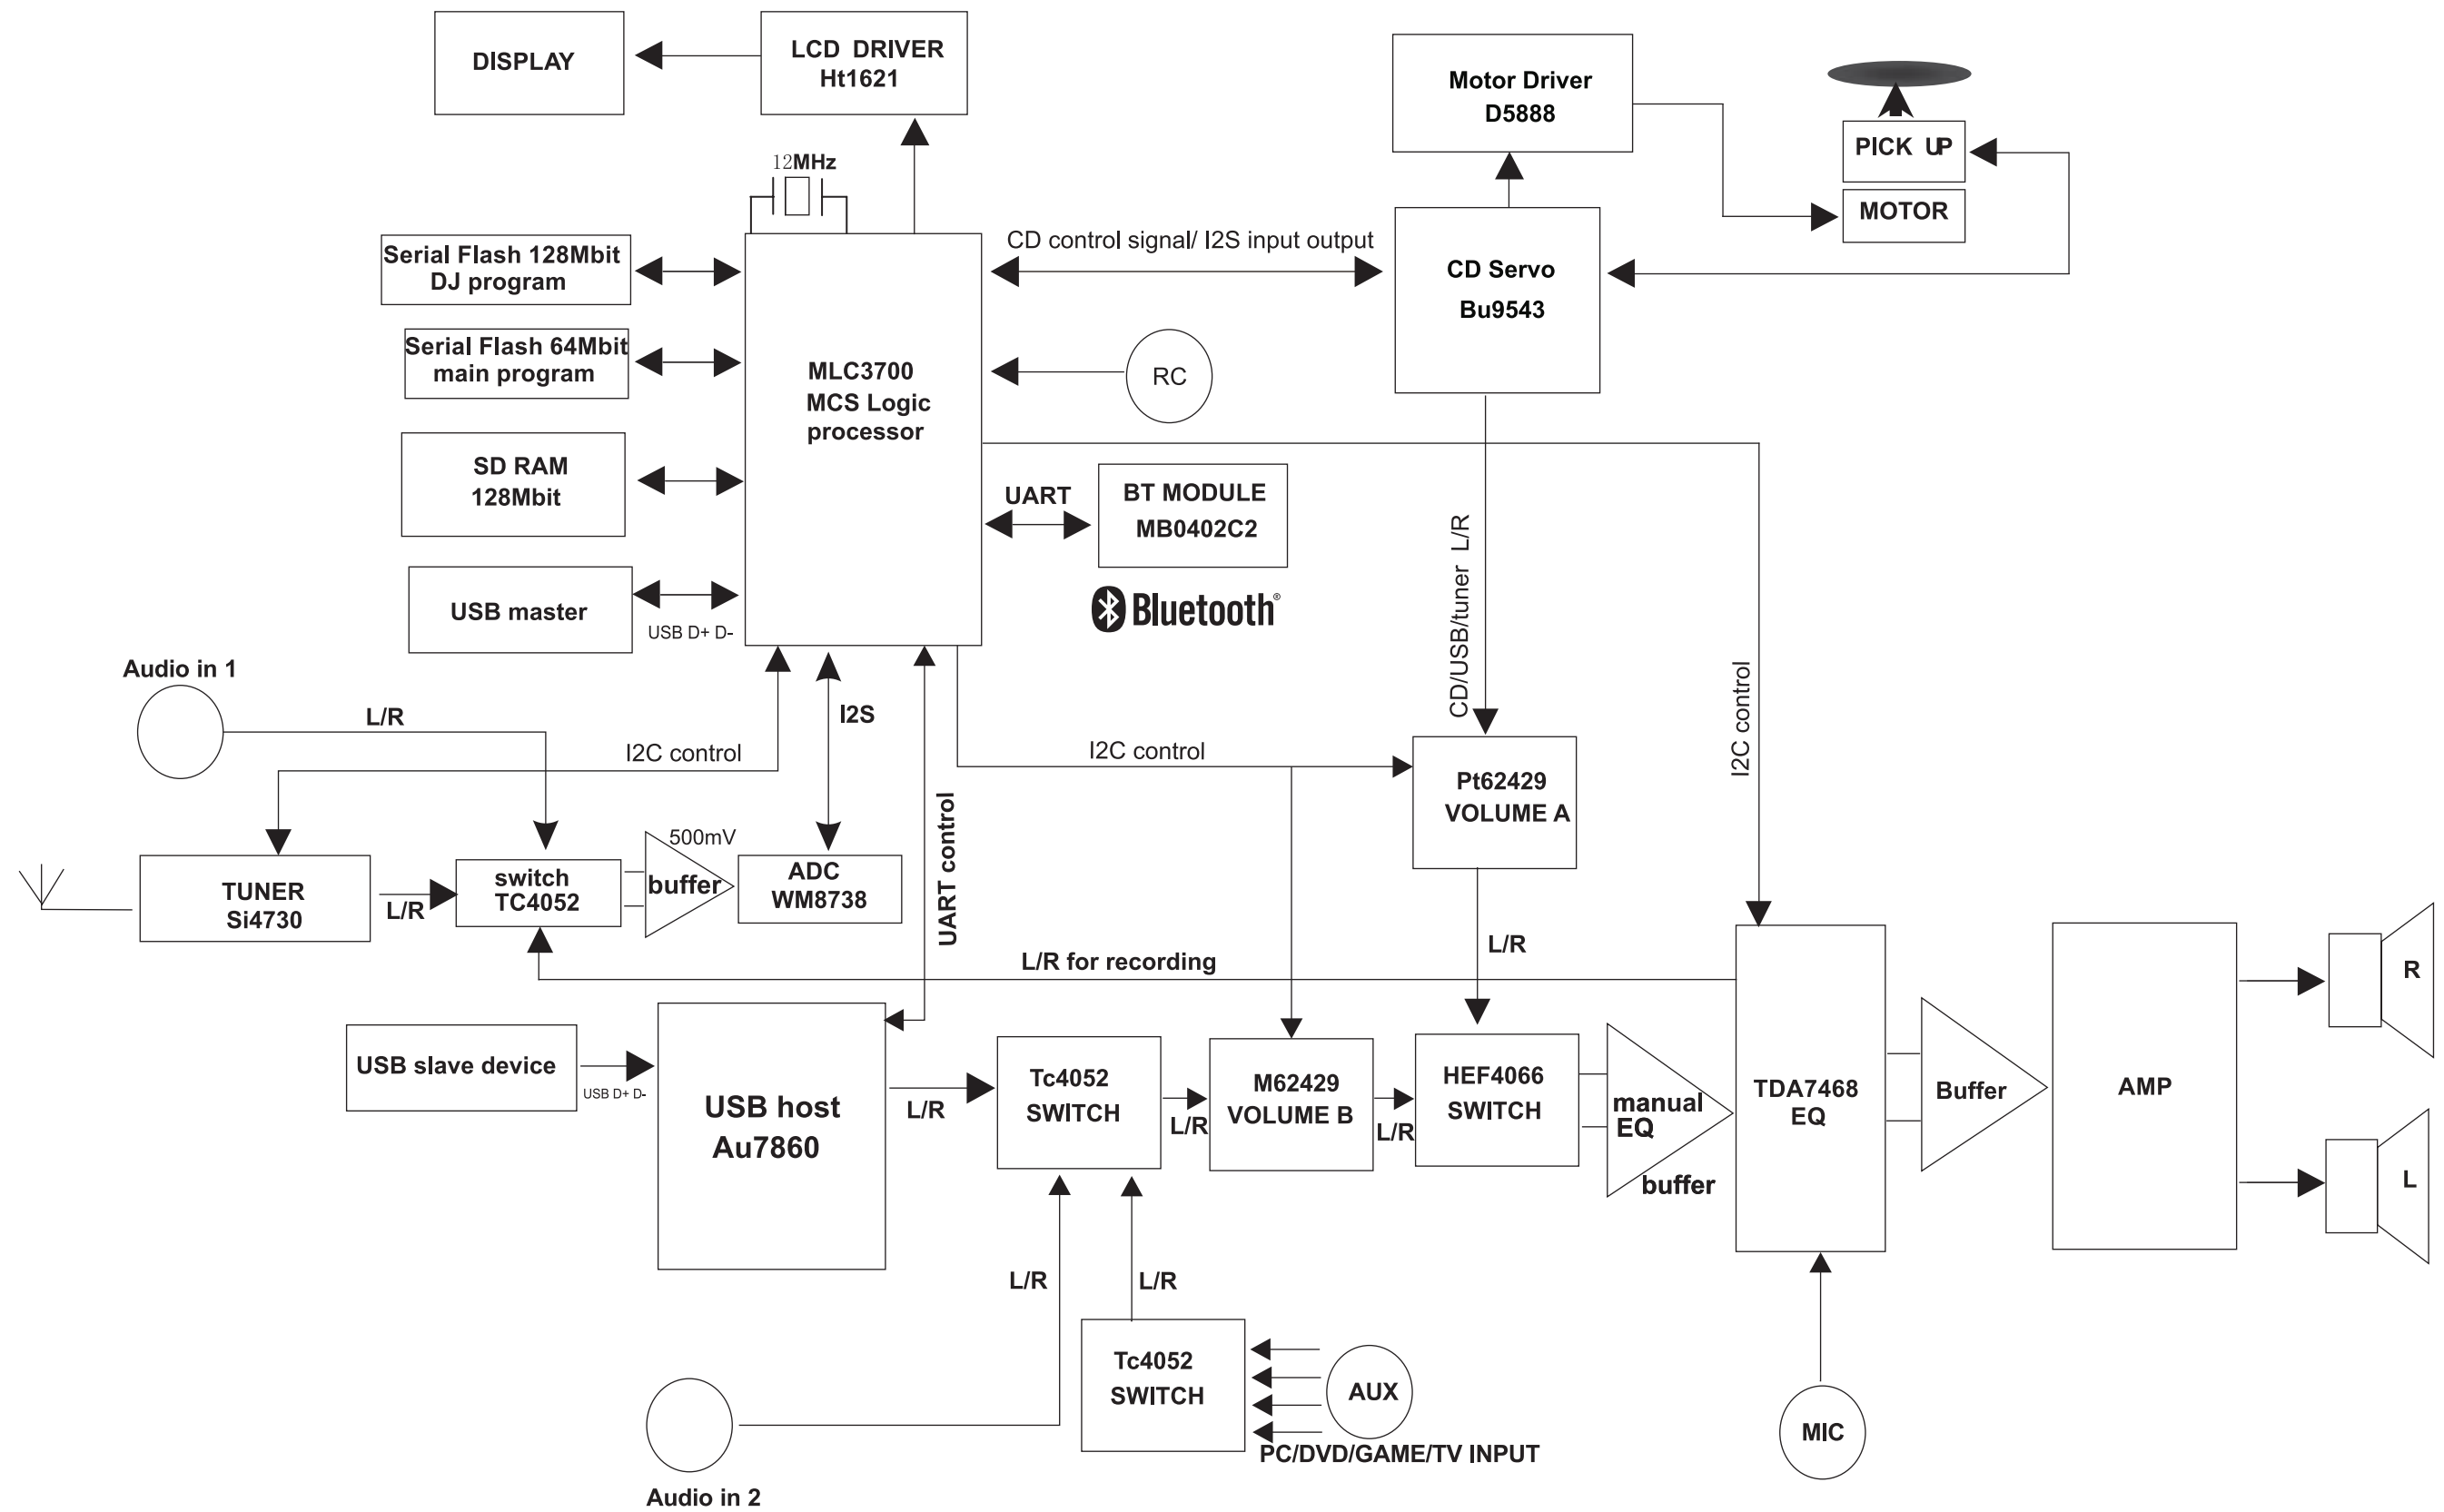 DISPLAY
LCD DRIVER
Ht1621
Motor Driver
D5888
PICK UP
MOTOR
12MHz
Serial Flash 128Mbit
DJ program
CD control signal/ I2S input output
CD Servo
Bu9543
Serial Flash 64Mbit
main program
MLC3700
MCS Logic
processor
RC
SD RAM
128Mbit
UART
BT MODULE
MB0402C2
Bluetooth®
USB master
USB D+ D-
CD/USB/tuner L/R
I2C control
Audio in 1
L/R
I2S
I2C control
I2C control
UART control
Pt62429
VOLUME A
500mV
TUNER
Si4730
L/R
switch
TC4052
buffer
ADC
WM8738
L/R
L/R for recording
R
USB slave device
USB D+ D-
USB host
Au7860
L/R
Tc4052
SWITCH
L/R
M62429
VOLUME B
L/R
HEF4066
SWITCH
manual
EQ
buffer
TDA7468
EQ
Buffer
AMP
L
L/R
L/R
Tc4052
SWITCH
AUX
PC/DVD/GAME/TV INPUT
MIC
Audio in 2